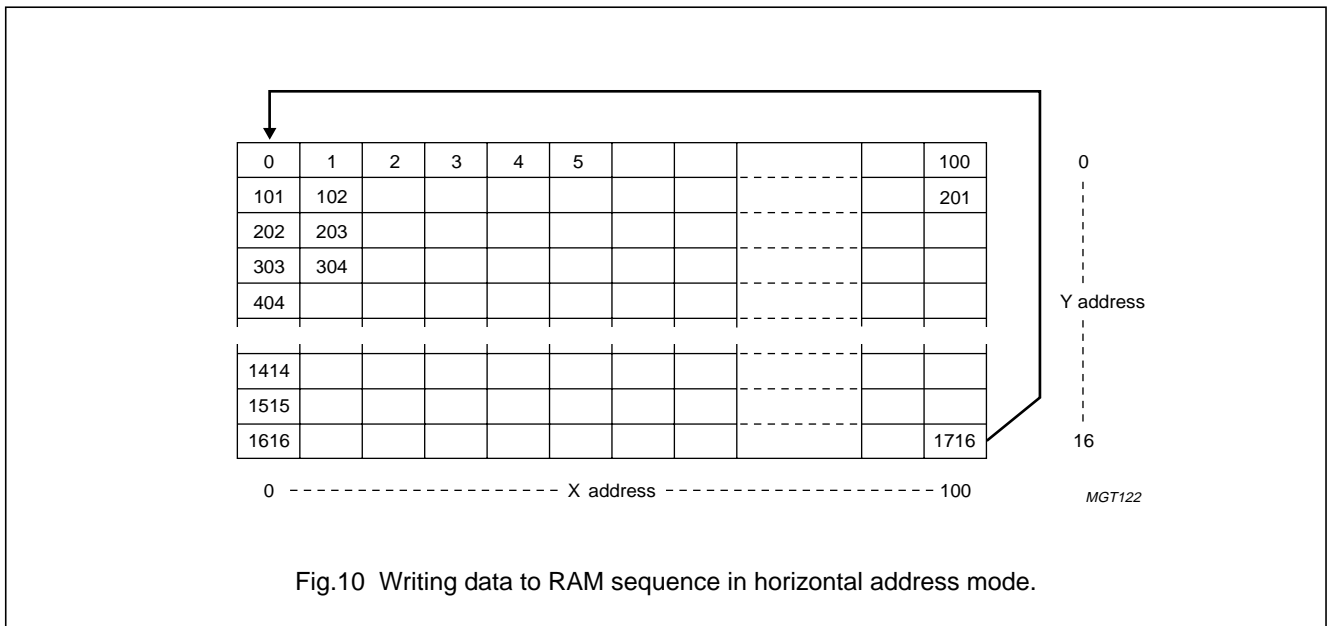 0 1 2 3 4 5 100 0
101 102 201
202 203
303 304
404 Y address
1414
1515
1616 1716 16
0 X address 100
MGT122
Fig.10 Writing data to RAM sequence in horizontal address mode.